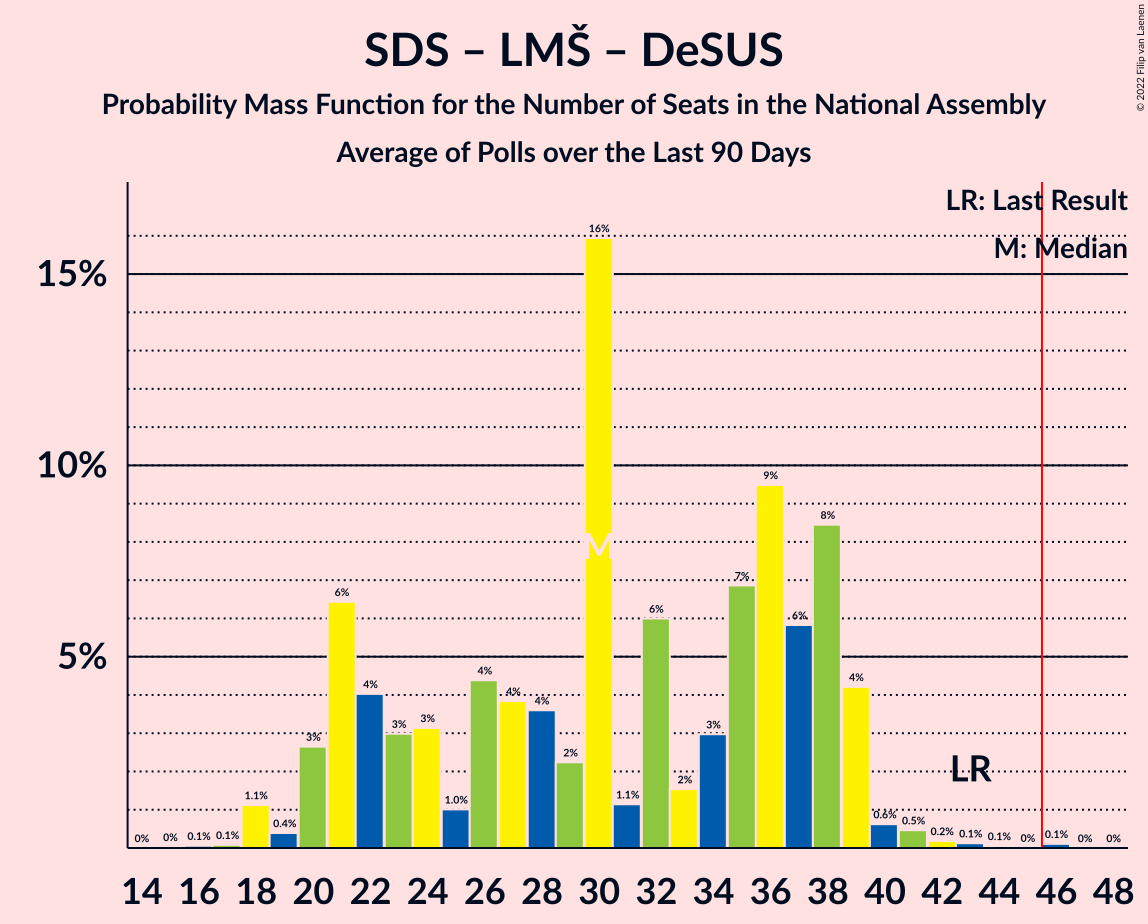 SDS – LMŠ – DeSUS
Probability Mass Function for the Number of Seats in the National Assembly
Average of Polls over the Last 90 Days
© 2022 Filip van Laenen
LR: Last Result
M: Median
15%
10%
5%
0% 0% 0.1% 0.1% 1.1% 0.4% 3% 6% 4% 3% 3% 1.0% 4% 4% 4% 2% 16% 1.1% 6% 2% 3% 7% 9% 6% 8% 4% 0.6% 0.5% 0.2% 0.1% 0.1% 0% 0.1% 0% 0%
M
LR
14 16 18 20 22 24 26 28 30 32 34 36 38 40 42 44 46 48